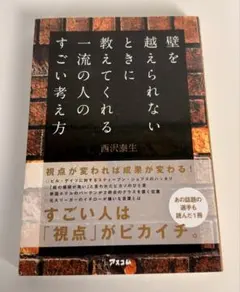 壁を
越えられない
ときに
教えてくれる
一流の人の
すごい考え方
西沢泰生
視点が変われば成果が変わる!
あの話題の
選手も
読んだ1冊
すごい人は
「視点」がピカイチ。
アスコム